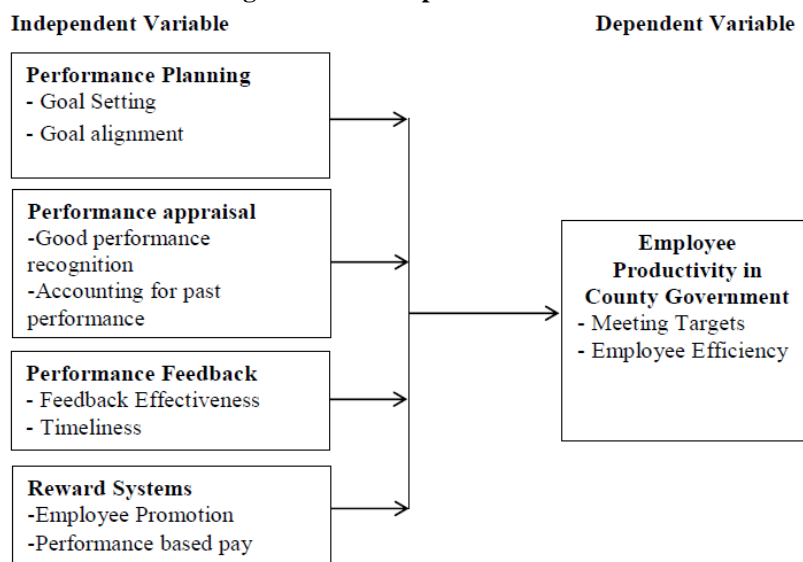 Independent Variable
Dependent Variable
Performance Planning
- Goal Setting
- Goal alignment
Performance appraisal
-Good performance
recognition
-Accounting for past
performance
Performance Feedback
- Feedback Effectiveness
- Timeliness
Reward Systems
-Employee Promotion
-Performance based pay
Employee
Productivity in
County Government
- Meeting Targets
- Employee Efficiency